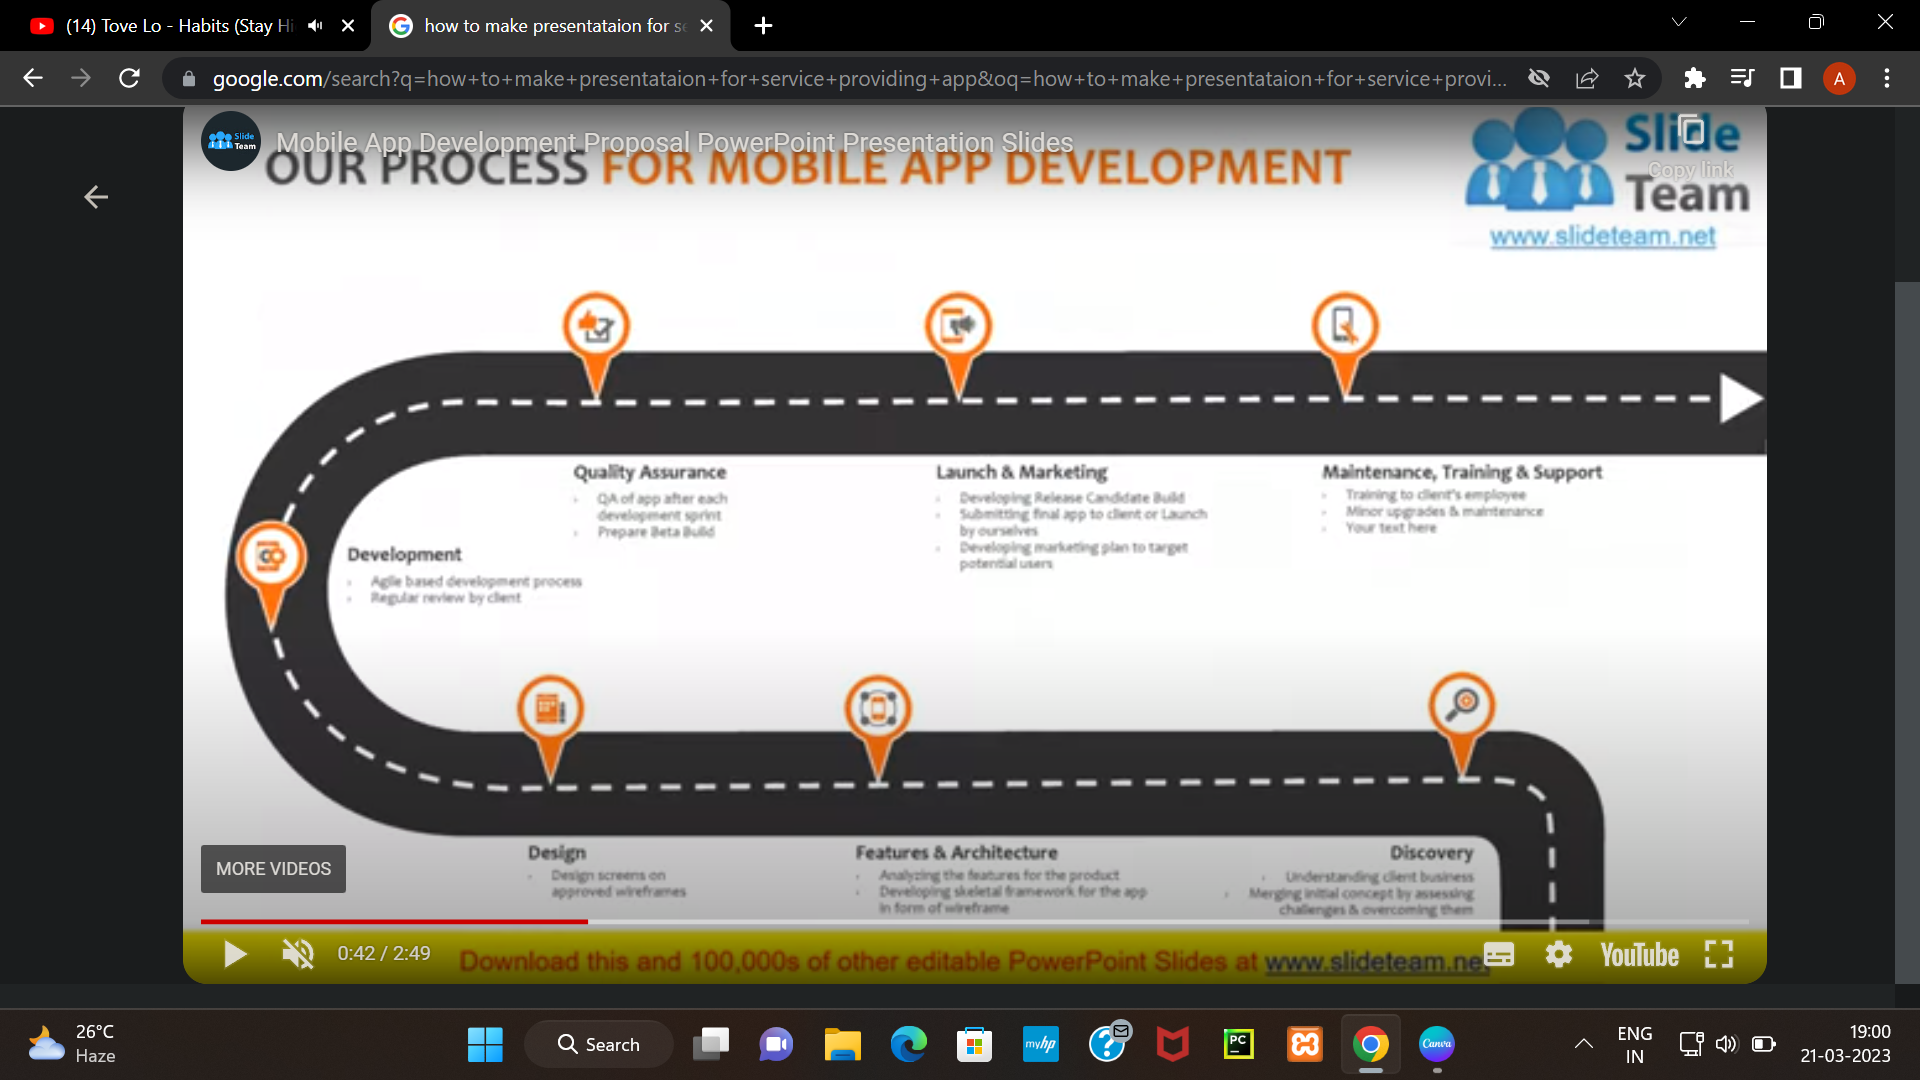 (14) Tove Lo - Habits (Stay Hi
how to make presentataion for se
google.com/search?q=how+to+make+presentataion+for+service+providing+app&oq=how+to+make+presentataion+for+service+provi...
A
Slide Team
Mobile App Development Proposal PowerPoint Presentation Slides
Copy link
OUR PROCESS FOR MOBILE APP DEVELOPMENT
Slide
Team
www.slideteam.net
Quality Assurance
QA of app after each
development sprint
Prepare Beta Build
Launch & Marketing
Developing Release Candidate Build
Submitting final app to client or Launch
by ourselves
Developing marketing plan to target
potential users
Maintenance, Training & Support
Training to client's employee
Minor upgrades & maintenance
Your text here
Development
Agile based development process
Regular review by client
Design
Design screens on
approved wireframes
Features & Architecture
Analyzing the features for the product
Developing skeletal framework for the app
in form of wireframe
Discovery
Understanding client business
Merging initial concept by assessing
challenges & overcoming them
MORE VIDEOS
0:42 / 2:49
Download this and 100,000s of other editable PowerPoint Slides at www.slideteam.ne
YouTube
26°C
Haze
Search
myhp
PC
Canva
ENG
IN
19:00
21-03-2023